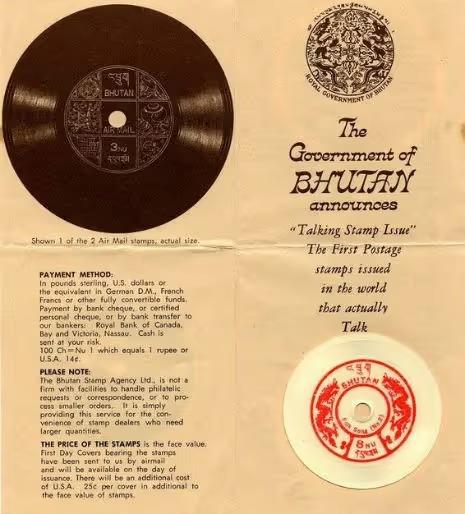 འབྲུག
BHUTAN
AIR MAIL
3 NU
Shown 1 of the 2 Air Mail stamps, actual size.
PAYMENT METHOD:
In pounds sterling, U.S. dollars or
the equivalent in German D.M., French
Francs or other fully convertible funds.
Payment by bank cheque, or certified
personal cheque, or by bank transfer to
our bankers: Royal Bank of Canada,
Bay and Victoria, Nassau. Cash is
sent at your risk.
100 Ch=Nu 1 which equals 1 rupee or
U.S.A. 14¢.
PLEASE NOTE:
The Bhutan Stamp Agency Ltd., is not a
firm with facilities to handle philatelic
requests or correspondence, or to pro-
cess smaller orders. It is simply
providing this service for the con-
venience of stamp dealers who need
larger quantities.
THE PRICE OF THE STAMPS is the face value.
First Day Covers bearing the stamps
have been sent to us by airmail
and will be available on the day of
issuance. There will be an additional cost
of U.S.A. 25¢ per cover in additional to
the face value of stamps.
ROYAL GOVERNMENT OF BHUTAN
The
Government of
BHUTAN
announces
"Talking Stamp Issue"
The First Postage
stamps issued
in the world
that actually
Talk
འབྲུག
BHUTAN
8 NU